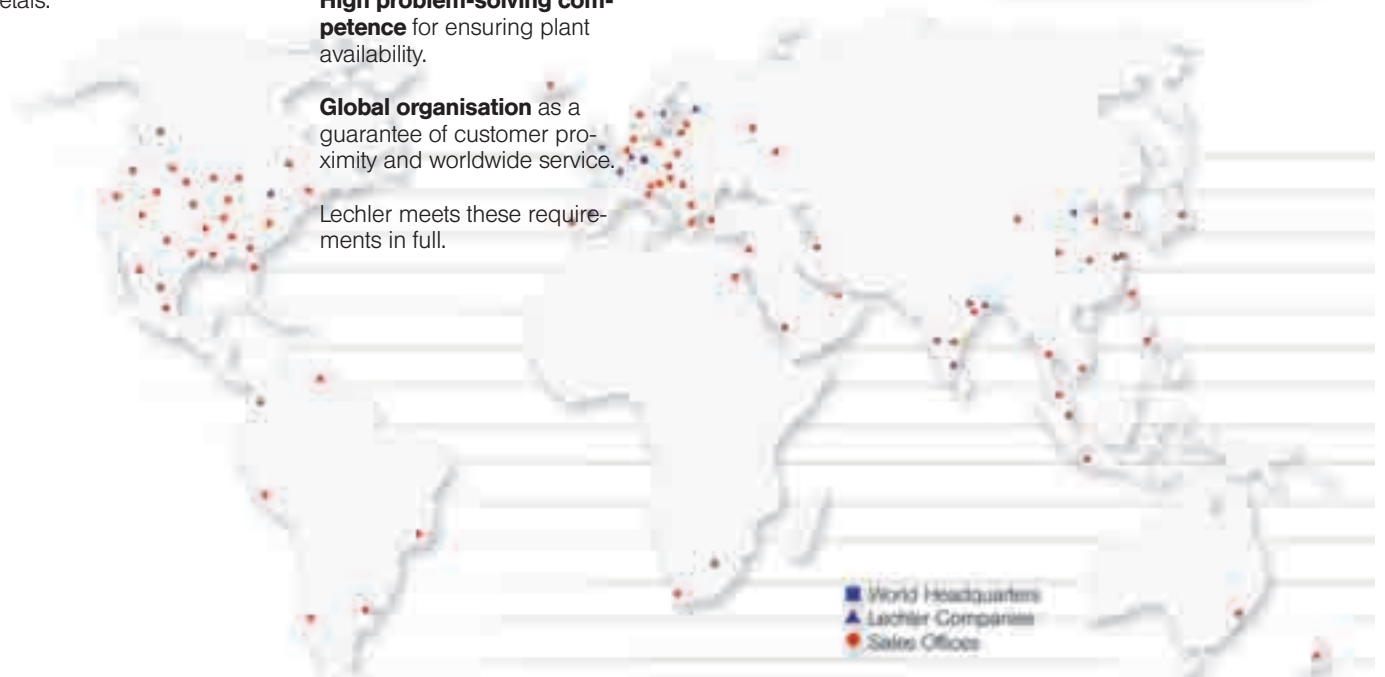 etals.
High problem-solving com-
petence for ensuring plant
availability.
Global organisation as a
guarantee of customer pro-
ximity and worldwide service.
Lechler meets these require-
ments in full.
World Headquarters
Lechler Companies
Sales Offices